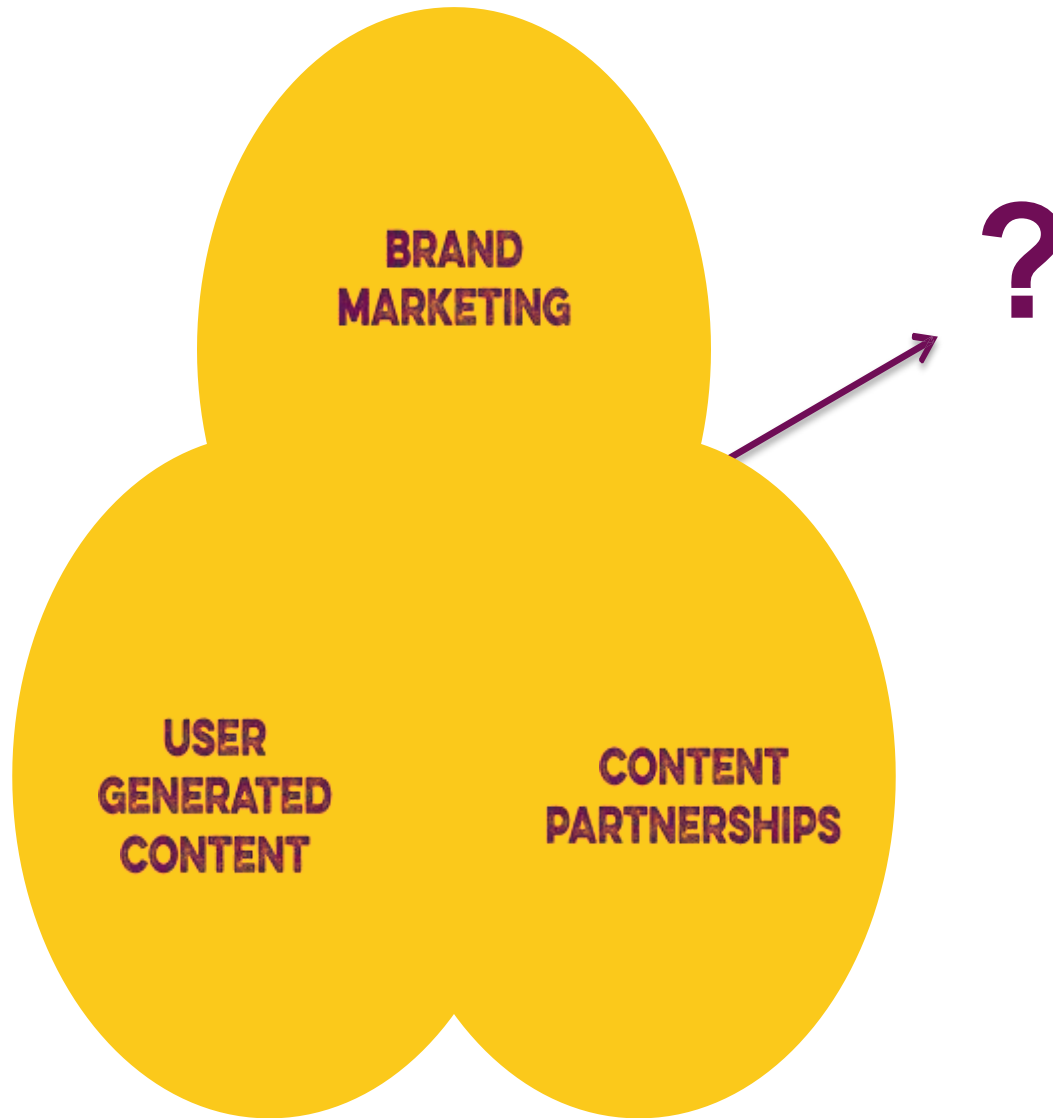 BRAND
MARKETING
?
USER
GENERATED
CONTENT
CONTENT
PARTNERSHIPS